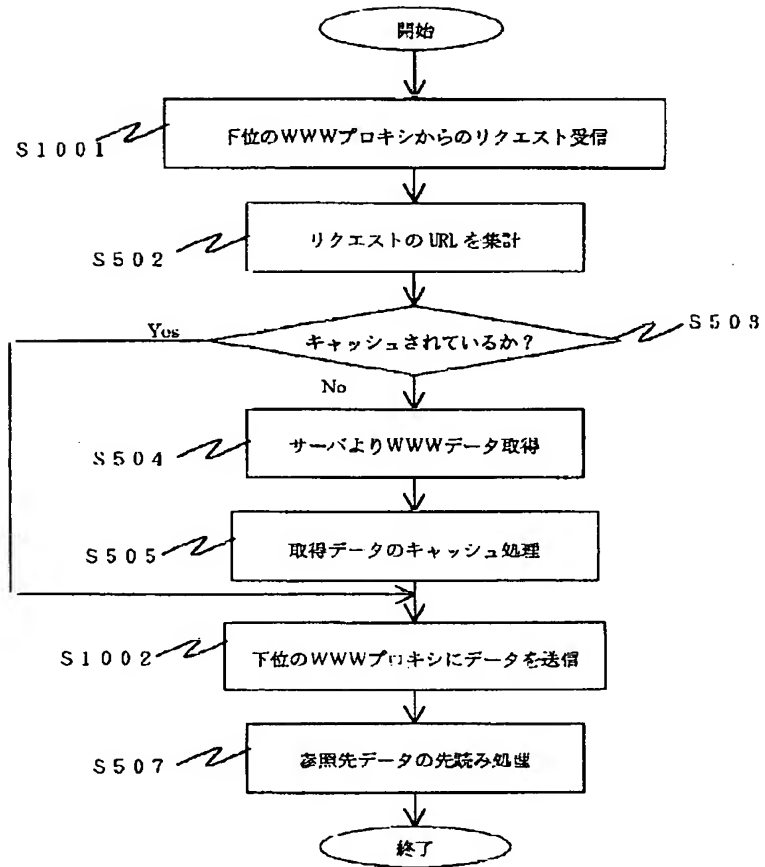 開始
S1001
下位のWWWプロキシからのリクエスト受信
リクエストの URL を集計
S502
キャッシュされているか?
S503
Yes
No
サーバよりWWWデータ取得
S504
取得データのキャッシュ処理
S505
下位のWWWプロキシにデータを送信
S1002
参照先データの先読み処理
S507
終了